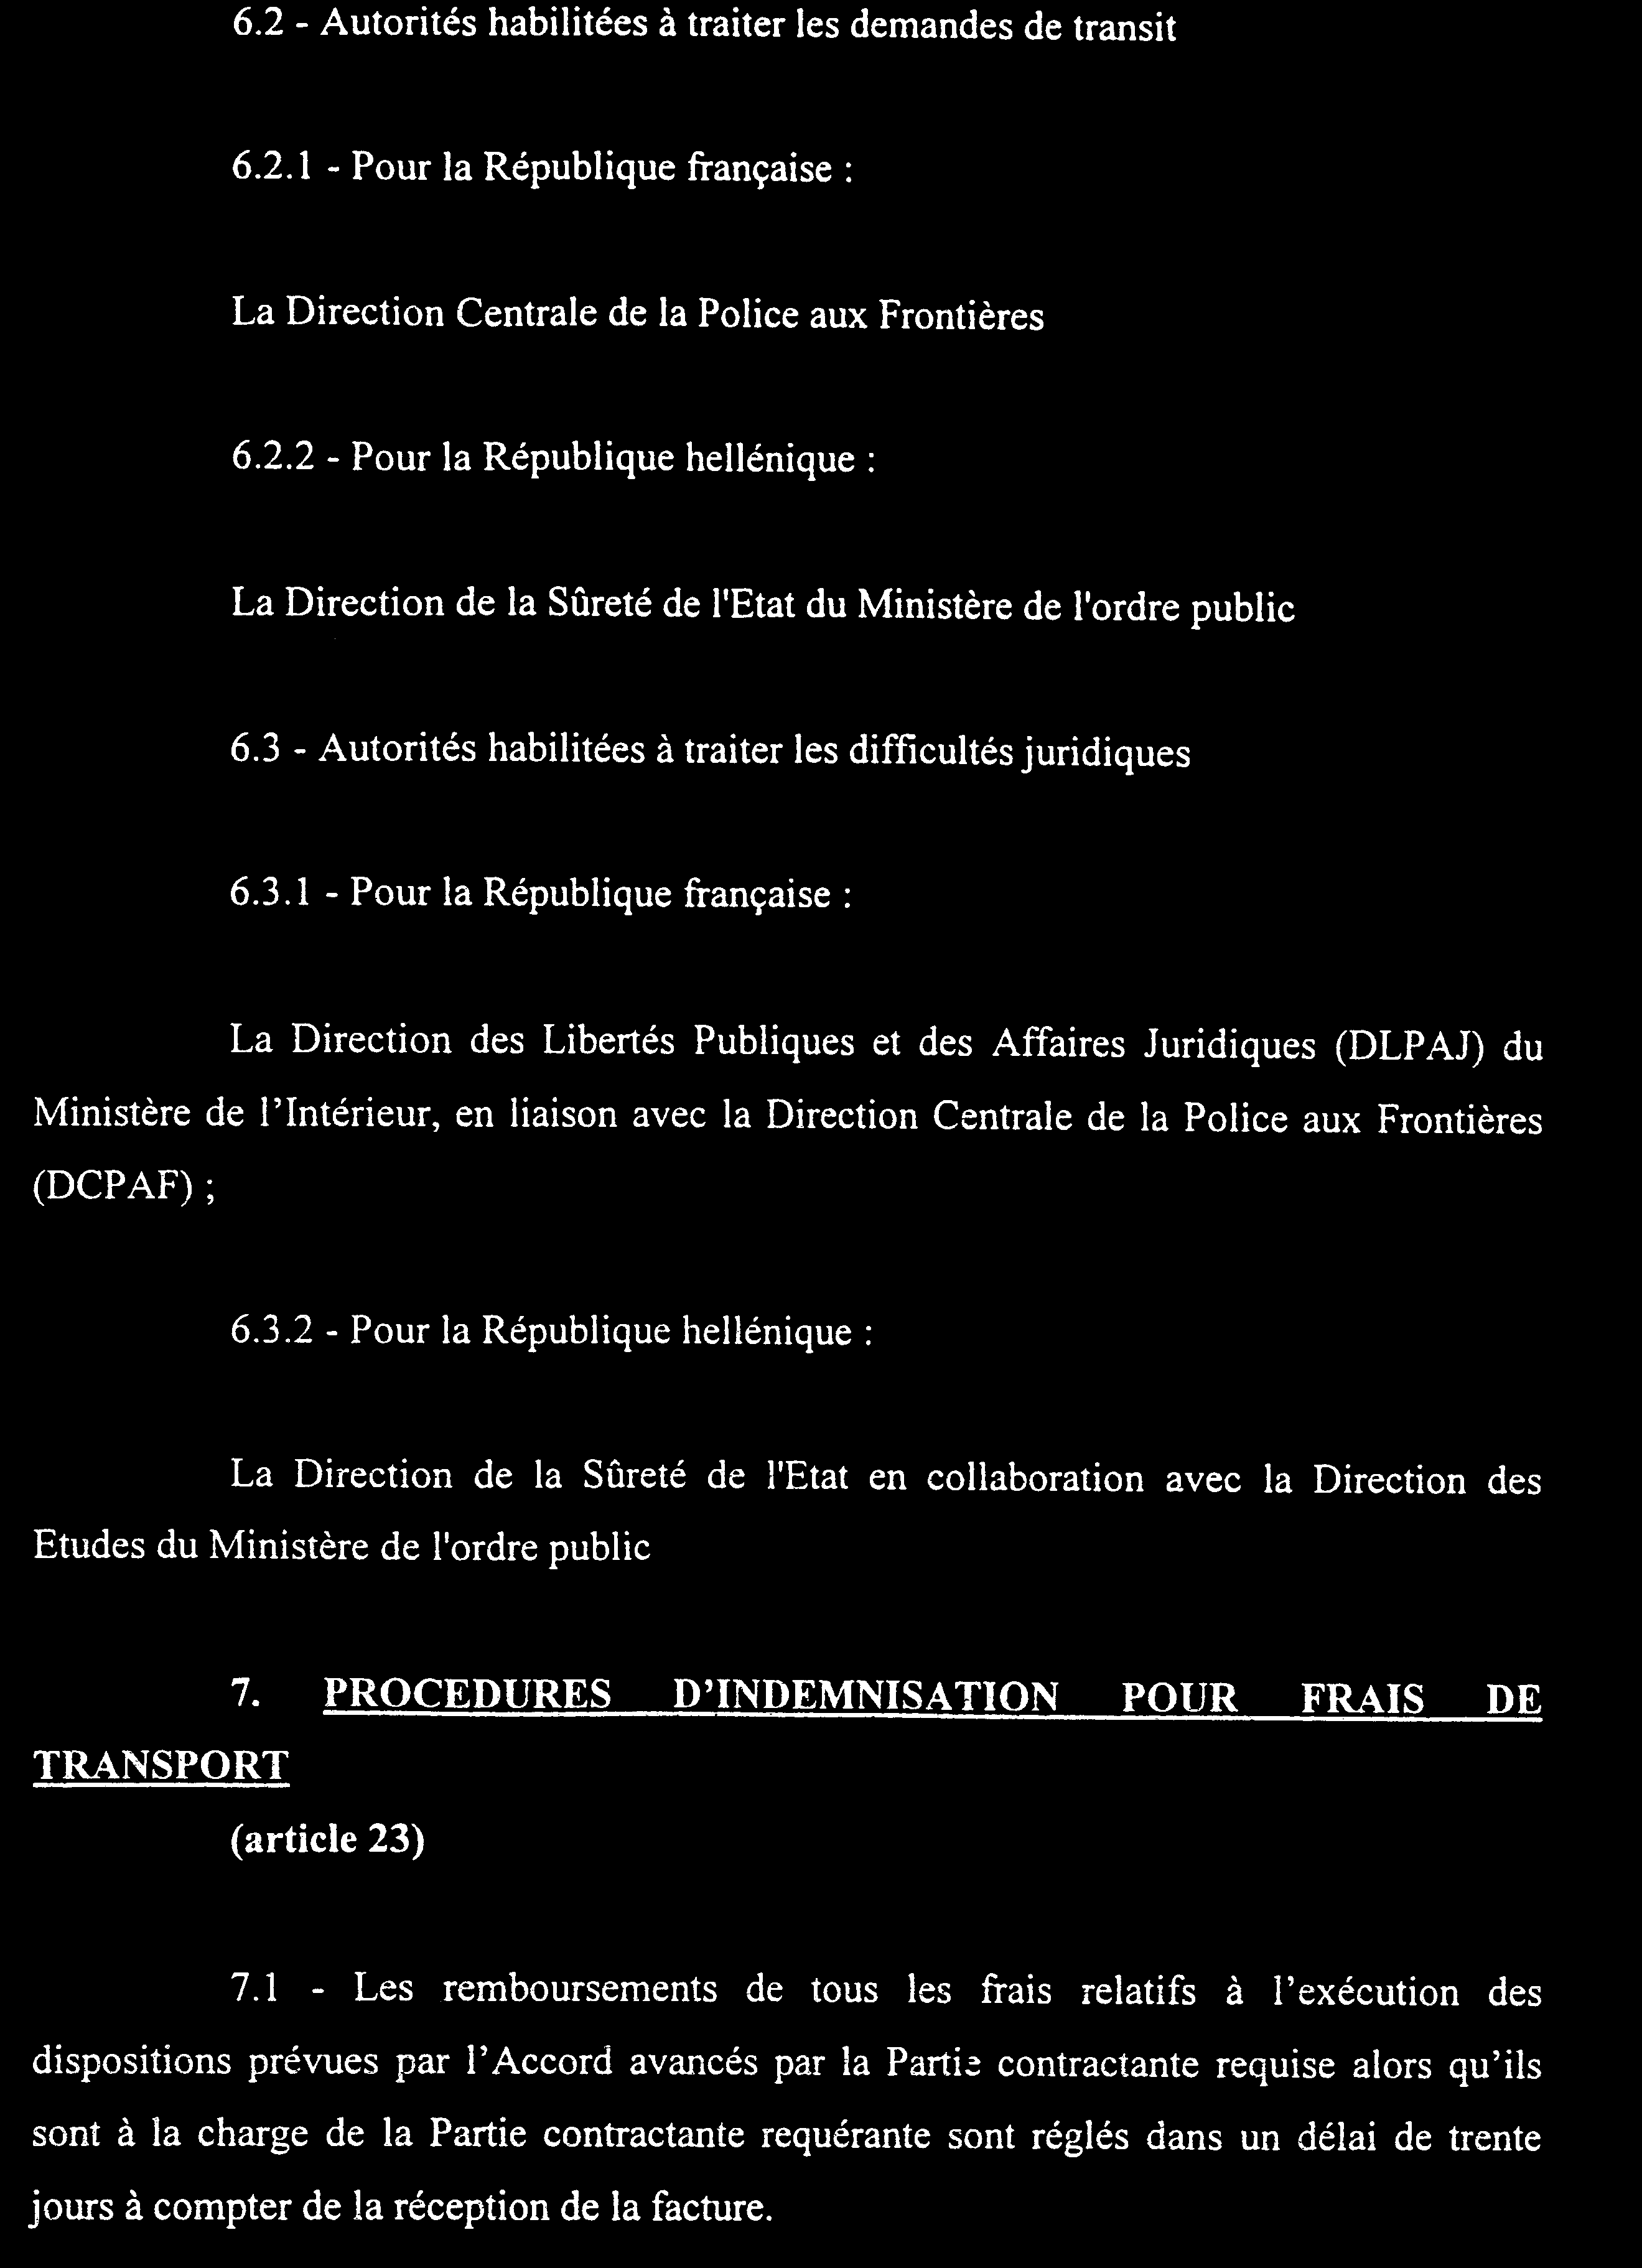 6.2 - Autorités habilitées à traiter les demandes de transit
6.2.1 - Pour la République française :
La Direction Centrale de la Police aux Frontières
6.2.2 - Pour la République hellénique :
La Direction de la Sûreté de l'Etat du Ministère de l'ordre public
6.3 - Autorités habilitées à traiter les difficultés juridiques
6.3.1 - Pour la République française :
La Direction des Libertés Publiques et des Affaires Juridiques (DLPAJ) du
Ministère de l’Intérieur, en liaison avec la Direction Centrale de la Police aux Frontières
(DCPAF) ;
6.3.2 - Pour la République hellénique :
La Direction de la Sûreté de l'Etat en collaboration avec la Direction des
Etudes du Ministère de l'ordre public
7. PROCEDURES D’INDEMNISATION POUR FRAIS DE
TRANSPORT
(article 23)
7.1 - Les remboursements de tous les frais relatifs à l’exécution des
dispositions prévues par l’Accord avancés par la Partie contractante requise alors qu’ils
sont à la charge de la Partie contractante requérante sont réglés dans un délai de trente
jours à compter de la réception de la facture.